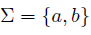 Σ = {a, b}